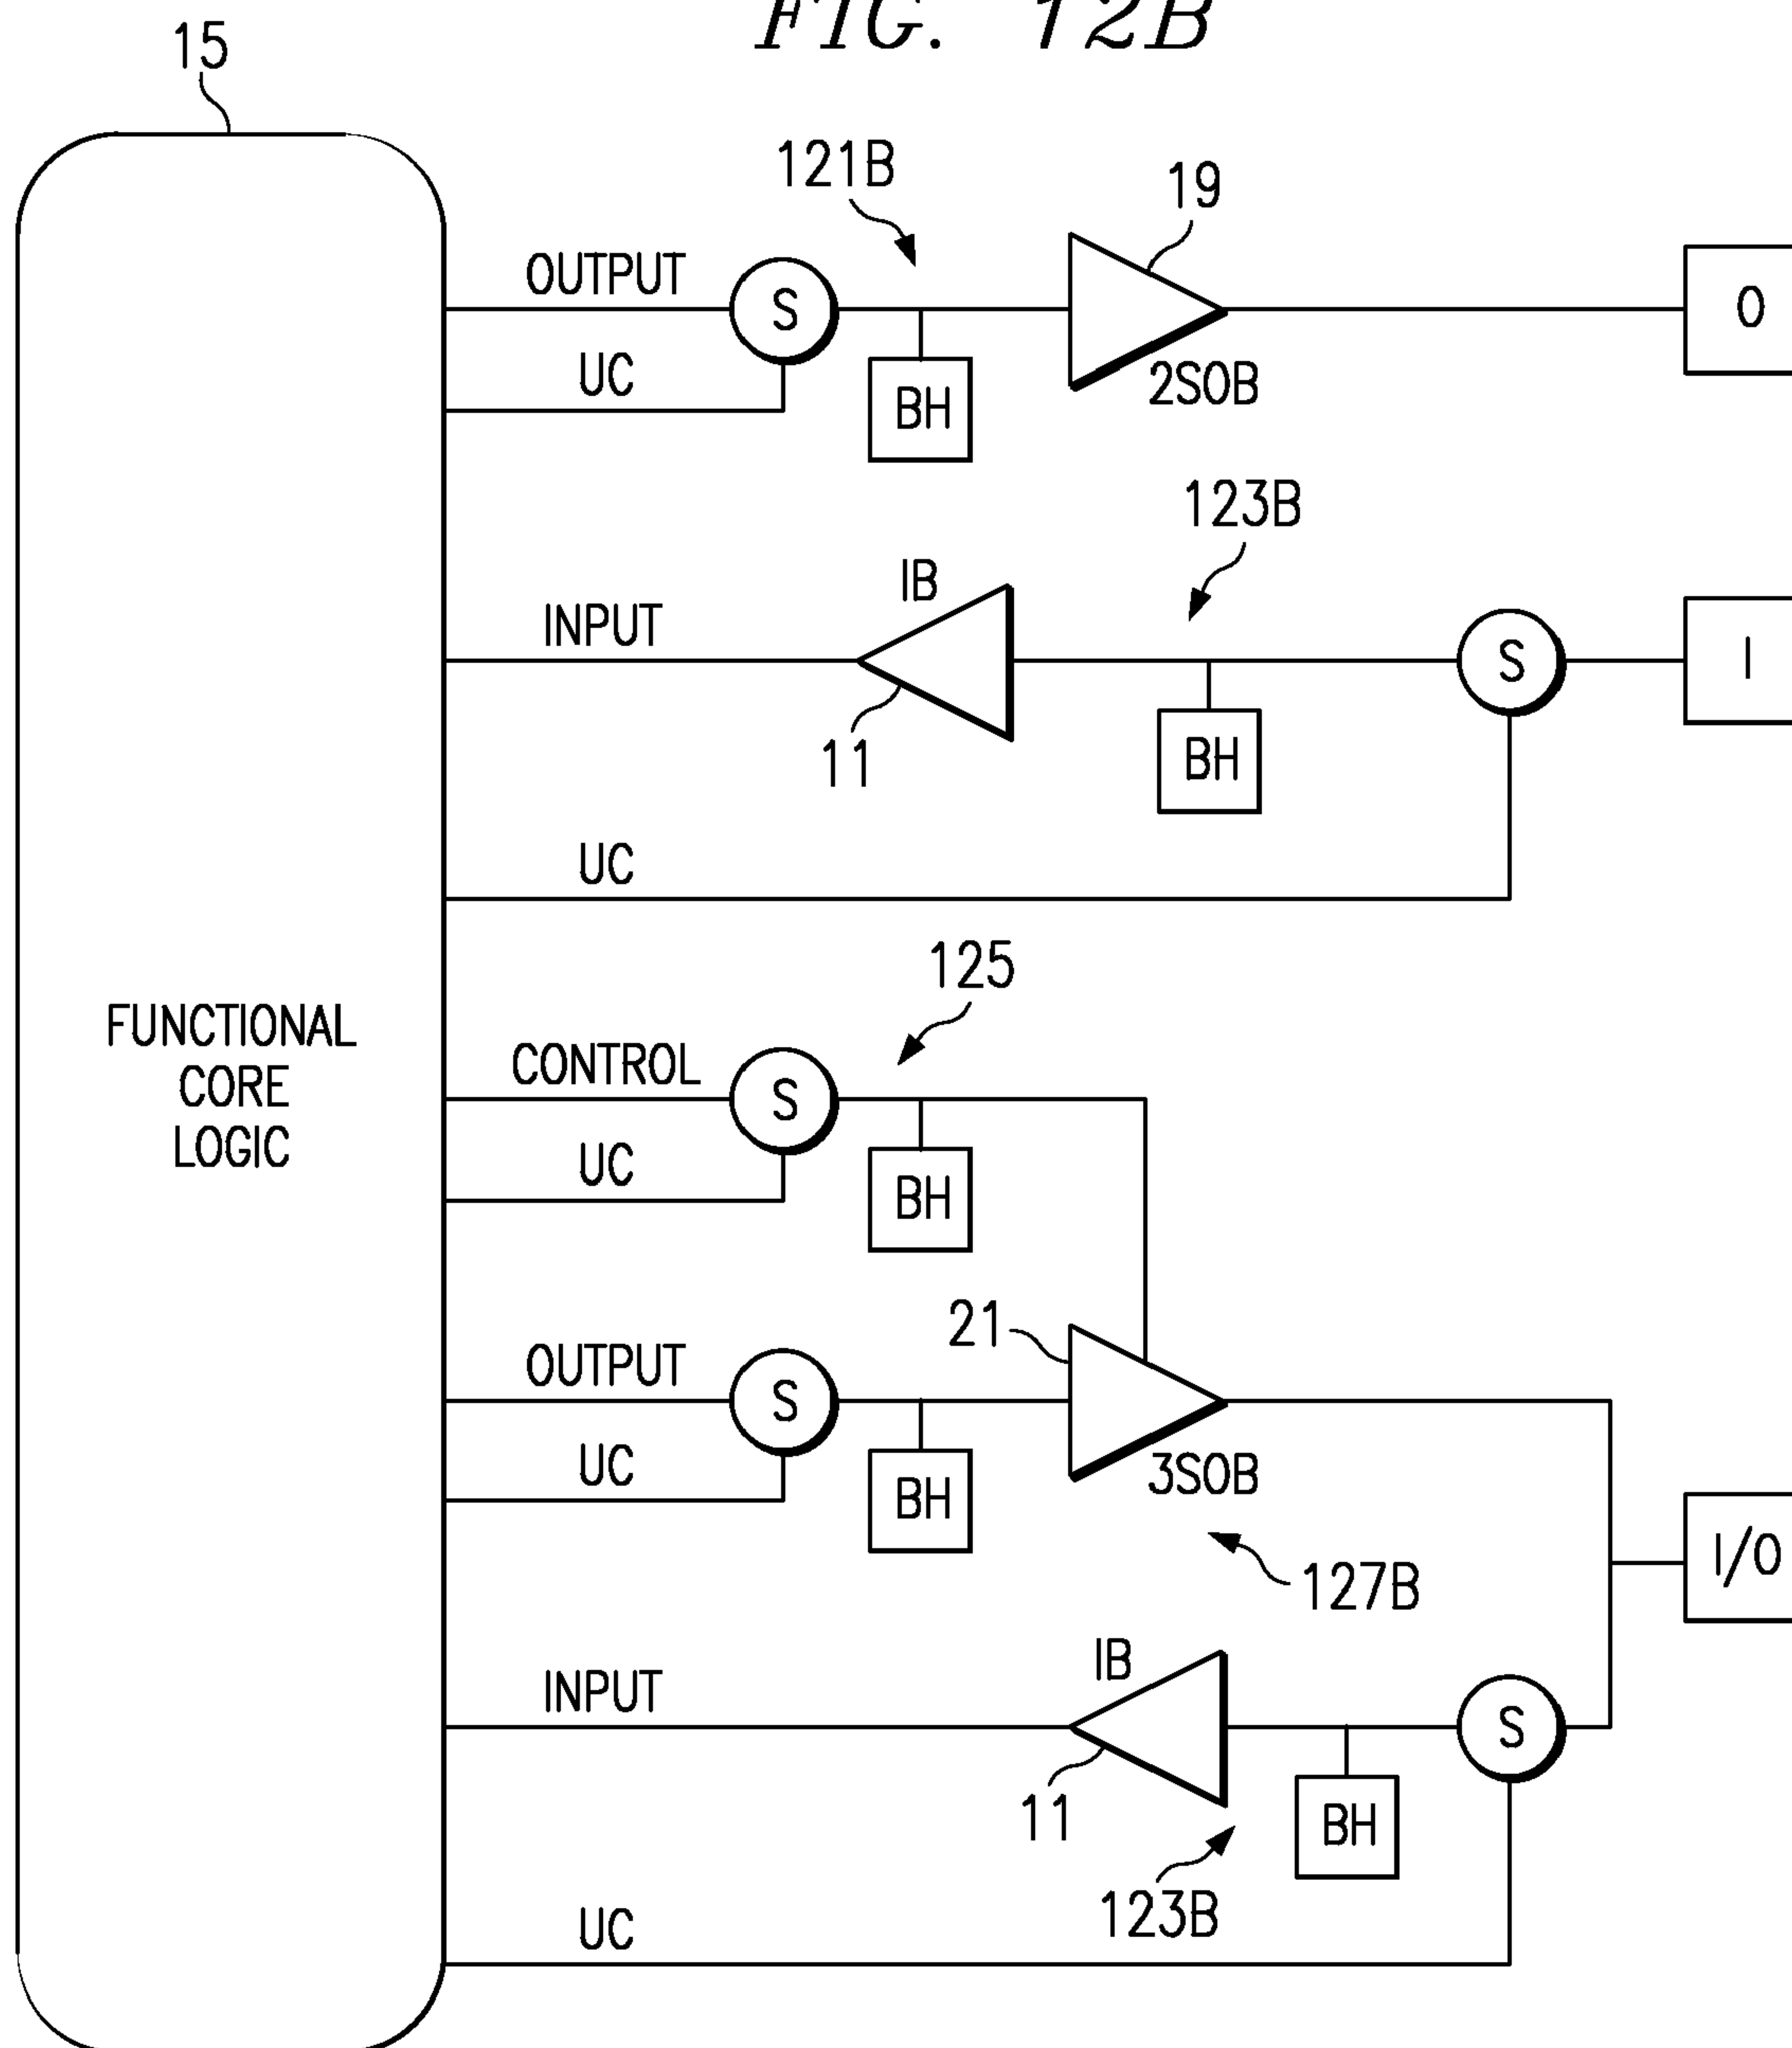 FIG. 12B
15
121B
19
OUTPUT
S
O
UC
BH
2SOB
123B
IB
INPUT
S
I
11
BH
UC
125
CONTROL
S
UC
BH
FUNCTIONAL
CORE
LOGIC
21
OUTPUT
S
UC
BH
3SOB
I/O
127B
IB
INPUT
S
11
BH
123B
UC